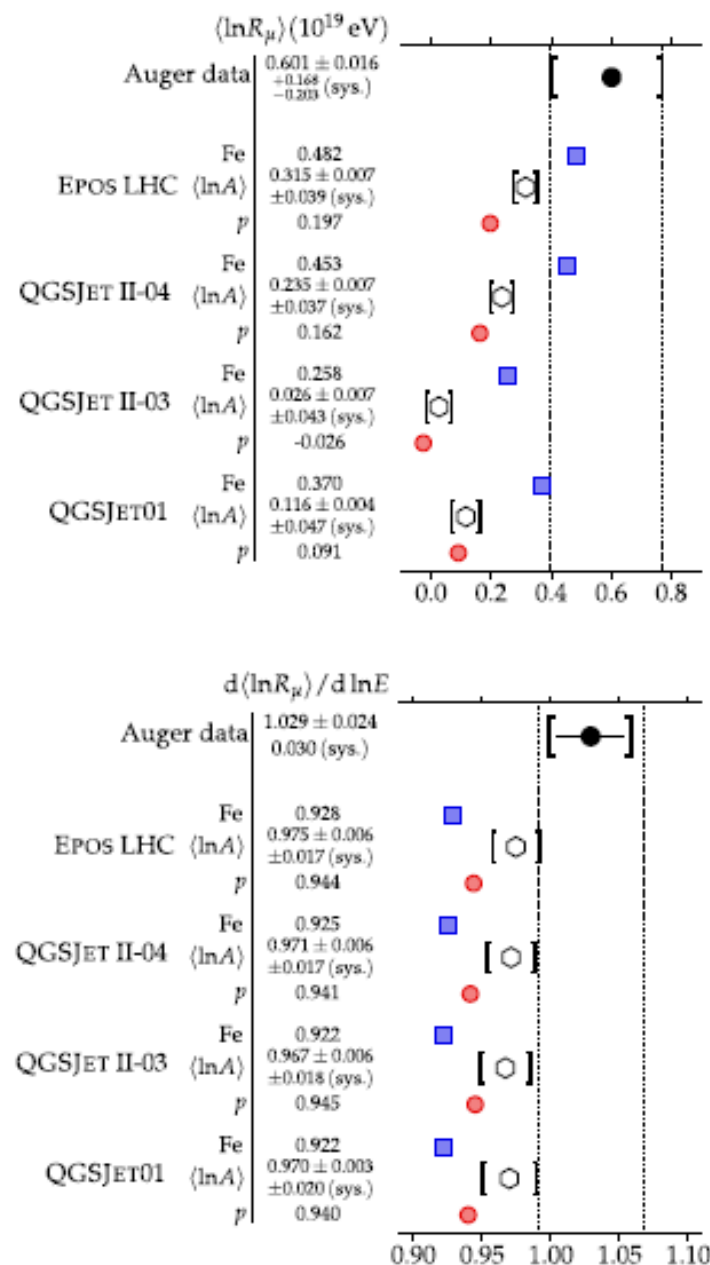 ⟨lnRμ⟩(10¹⁹ eV)
Auger data 0.601 ± 0.016
+0.168
−0.203 (sys.)
Fe 0.482
EPOS LHC ⟨lnA⟩ 0.315 ± 0.007
±0.039 (sys.)
p 0.197
Fe 0.453
QGSJET II-04 ⟨lnA⟩ 0.235 ± 0.007
±0.037 (sys.)
p 0.162
Fe 0.258
QGSJET II-03 ⟨lnA⟩ 0.026 ± 0.007
±0.043 (sys.)
p -0.026
Fe 0.370
QGSJET01 ⟨lnA⟩ 0.116 ± 0.004
±0.047 (sys.)
p 0.091
0.0 0.2 0.4 0.6 0.8
d⟨lnRμ⟩/d lnE
Auger data 1.029 ± 0.024
0.030 (sys.)
Fe 0.928
EPOS LHC ⟨lnA⟩ 0.975 ± 0.006
±0.017 (sys.)
p 0.944
Fe 0.925
QGSJET II-04 ⟨lnA⟩ 0.971 ± 0.006
±0.017 (sys.)
p 0.941
Fe 0.922
QGSJET II-03 ⟨lnA⟩ 0.967 ± 0.006
±0.018 (sys.)
p 0.945
Fe 0.922
QGSJET01 ⟨lnA⟩ 0.970 ± 0.003
±0.020 (sys.)
p 0.940
0.90 0.95 1.00 1.05 1.10